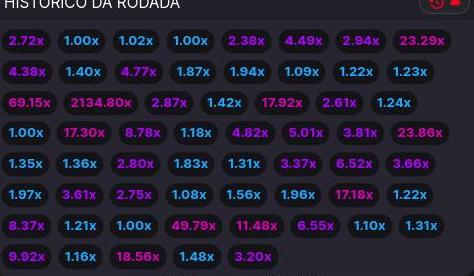 HISTÓRICO DA RODADA
2.72x 1.00x 1.02x 1.00x 2.38x 4.49x 2.94x 23.29x
4.38x 1.40x 4.77x 1.87x 1.94x 1.09x 1.22x 1.23x
69.15x 2134.80x 2.87x 1.42x 17.92x 2.61x 1.24x
1.00x 17.30x 8.78x 1.18x 4.82x 5.01x 3.81x 23.86x
1.35x 1.36x 2.80x 1.83x 1.31x 3.37x 6.52x 3.66x
1.97x 3.61x 2.75x 1.08x 1.56x 1.96x 17.18x 1.22x
8.37x 1.21x 1.00x 49.79x 11.48x 6.55x 1.10x 1.31x
9.92x 1.16x 18.56x 1.48x 3.20x